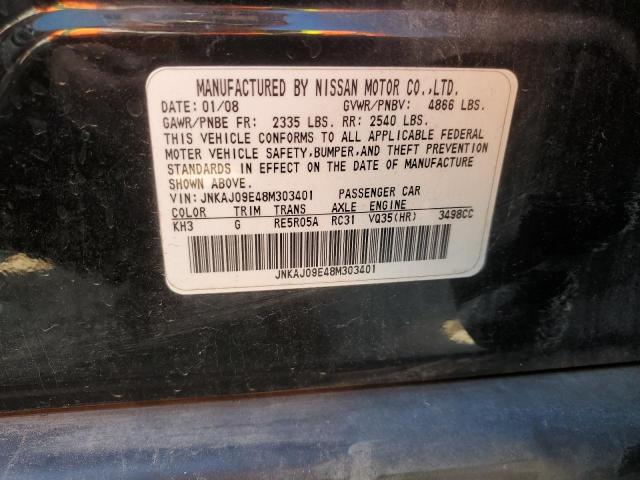 MANUFACTURED BY NISSAN MOTOR CO.,LTD.
DATE: 01/08 GVWR/PNBV: 4866 LBS.
GAWR/PNBE FR: 2335 LBS. RR: 2540 LBS.
THIS VEHICLE CONFORMS TO ALL APPLICABLE FEDERAL
MOTOR VEHICLE SAFETY,BUMPER,AND THEFT PREVENTION
STANDARDS IN EFFECT ON THE DATE OF MANUFACTURE
SHOWN ABOVE.
VIN: JNKAJ09E48M303401 PASSENGER CAR
COLOR TRIM TRANS AXLE ENGINE
KH3 G RE5R05A RC31 VQ35(HR) 3498CC
JNKAJ09E48M303401